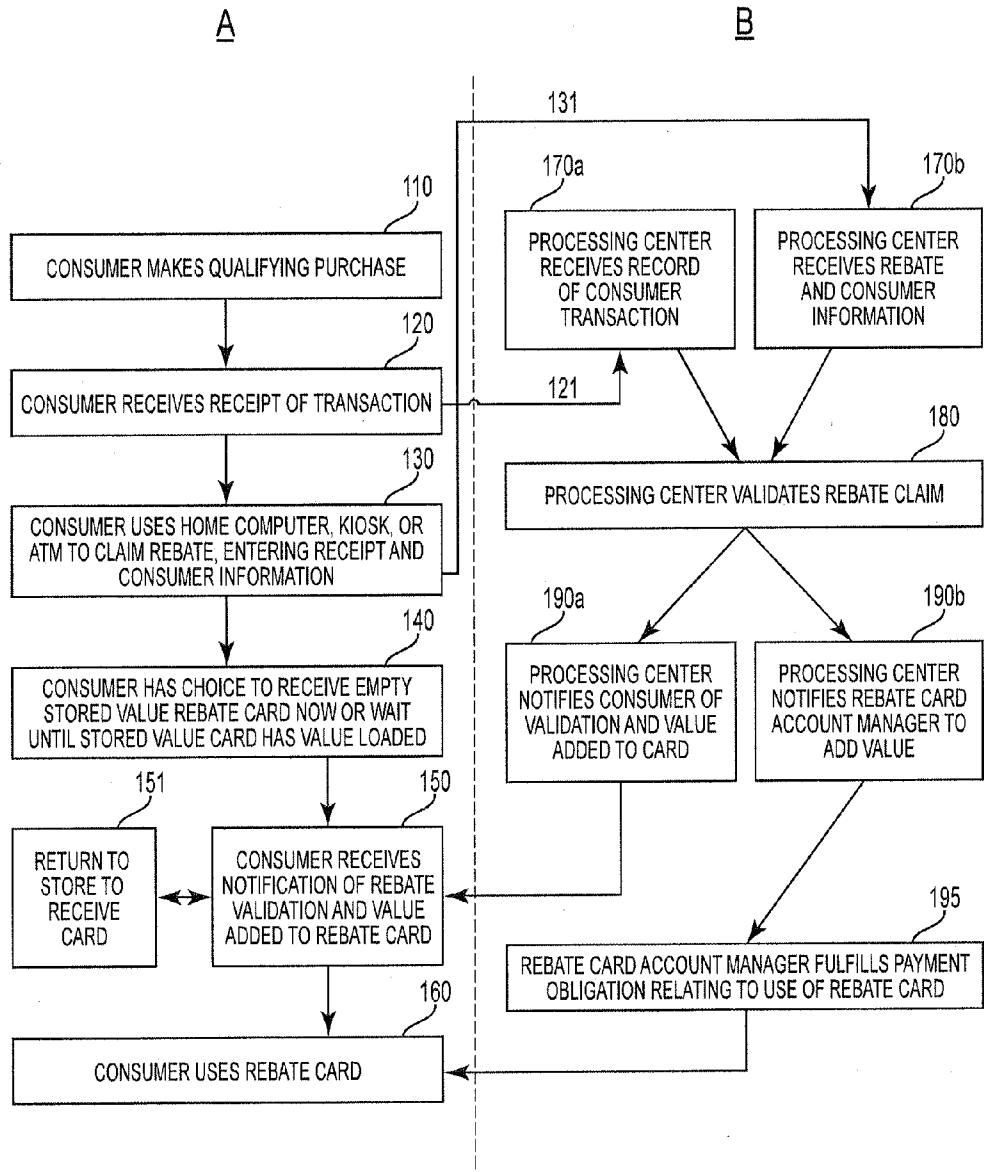 A
B
131
170a
170b
110
PROCESSING CENTER
RECEIVES RECORD
OF CONSUMER
TRANSACTION
PROCESSING CENTER
RECEIVES REBATE
AND CONSUMER
INFORMATION
CONSUMER MAKES QUALIFYING PURCHASE
120
CONSUMER RECEIVES RECEIPT OF TRANSACTION
121
180
130
PROCESSING CENTER VALIDATES REBATE CLAIM
CONSUMER USES HOME COMPUTER, KIOSK, OR
ATM TO CLAIM REBATE, ENTERING RECEIPT AND
CONSUMER INFORMATION
190a
190b
140
PROCESSING CENTER
NOTIFIES CONSUMER OF
VALIDATION AND VALUE
ADDED TO CARD
PROCESSING CENTER
NOTIFIES REBATE CARD
ACCOUNT MANAGER TO
ADD VALUE
CONSUMER HAS CHOICE TO RECEIVE EMPTY
STORED VALUE REBATE CARD NOW OR WAIT
UNTIL STORED VALUE CARD HAS VALUE LOADED
151
150
RETURN TO
STORE TO
RECEIVE
CARD
CONSUMER RECEIVES
NOTIFICATION OF REBATE
VALIDATION AND VALUE
ADDED TO REBATE CARD
195
REBATE CARD ACCOUNT MANAGER FULFILLS PAYMENT
OBLIGATION RELATING TO USE OF REBATE CARD
160
CONSUMER USES REBATE CARD